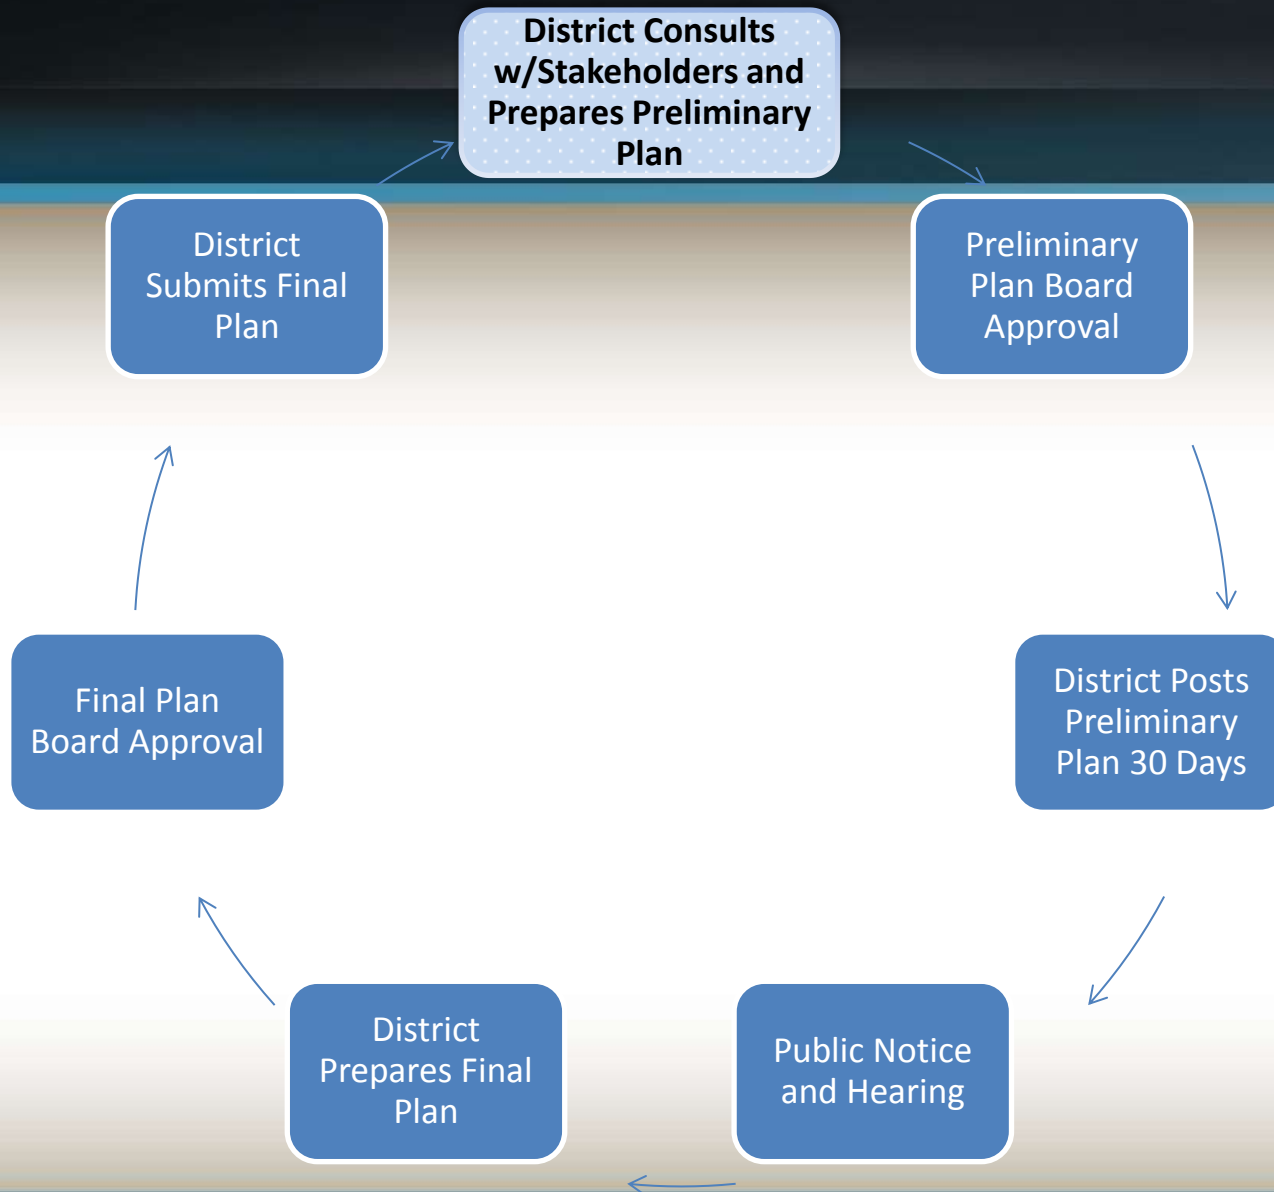 District Consults
w/Stakeholders and
Prepares Preliminary
Plan
Preliminary
Plan Board
Approval
District Posts
Preliminary
Plan 30 Days
Public Notice
and Hearing
District
Prepares Final
Plan
Final Plan
Board Approval
District
Submits Final
Plan